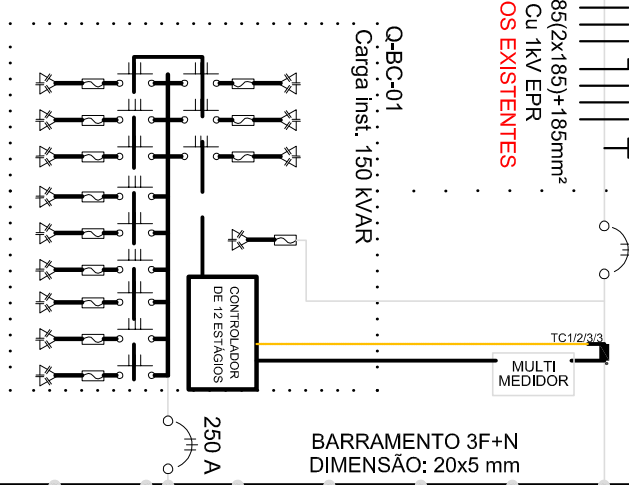 Q-BC-01
Carga inst. 150 kVAR
85(2x185)+185mm²
Cu 1kV EPR
OS EXISTENTES
CONTROLADOR
DE 12 ESTÁGIOS
TC1/2/3/3
MULTI
MEDIDOR
250 A
BARRAMENTO 3F+N
DIMENSÃO: 20x5 mm